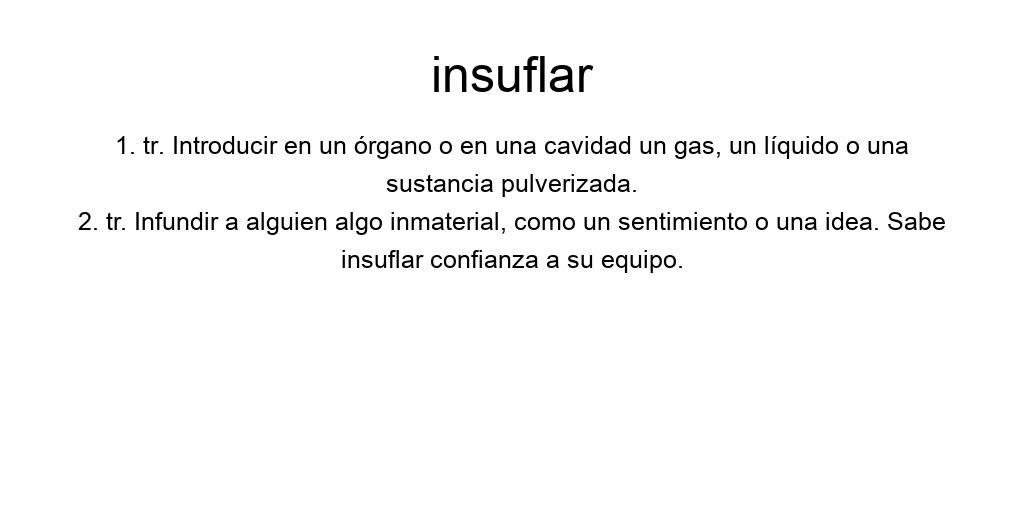 insuflar
1. tr. Introducir en un órgano o en una cavidad un gas, un líquido o una
sustancia pulverizada.
2. tr. Infundir a alguien algo inmaterial, como un sentimiento o una idea. Sabe
insuflar confianza a su equipo.